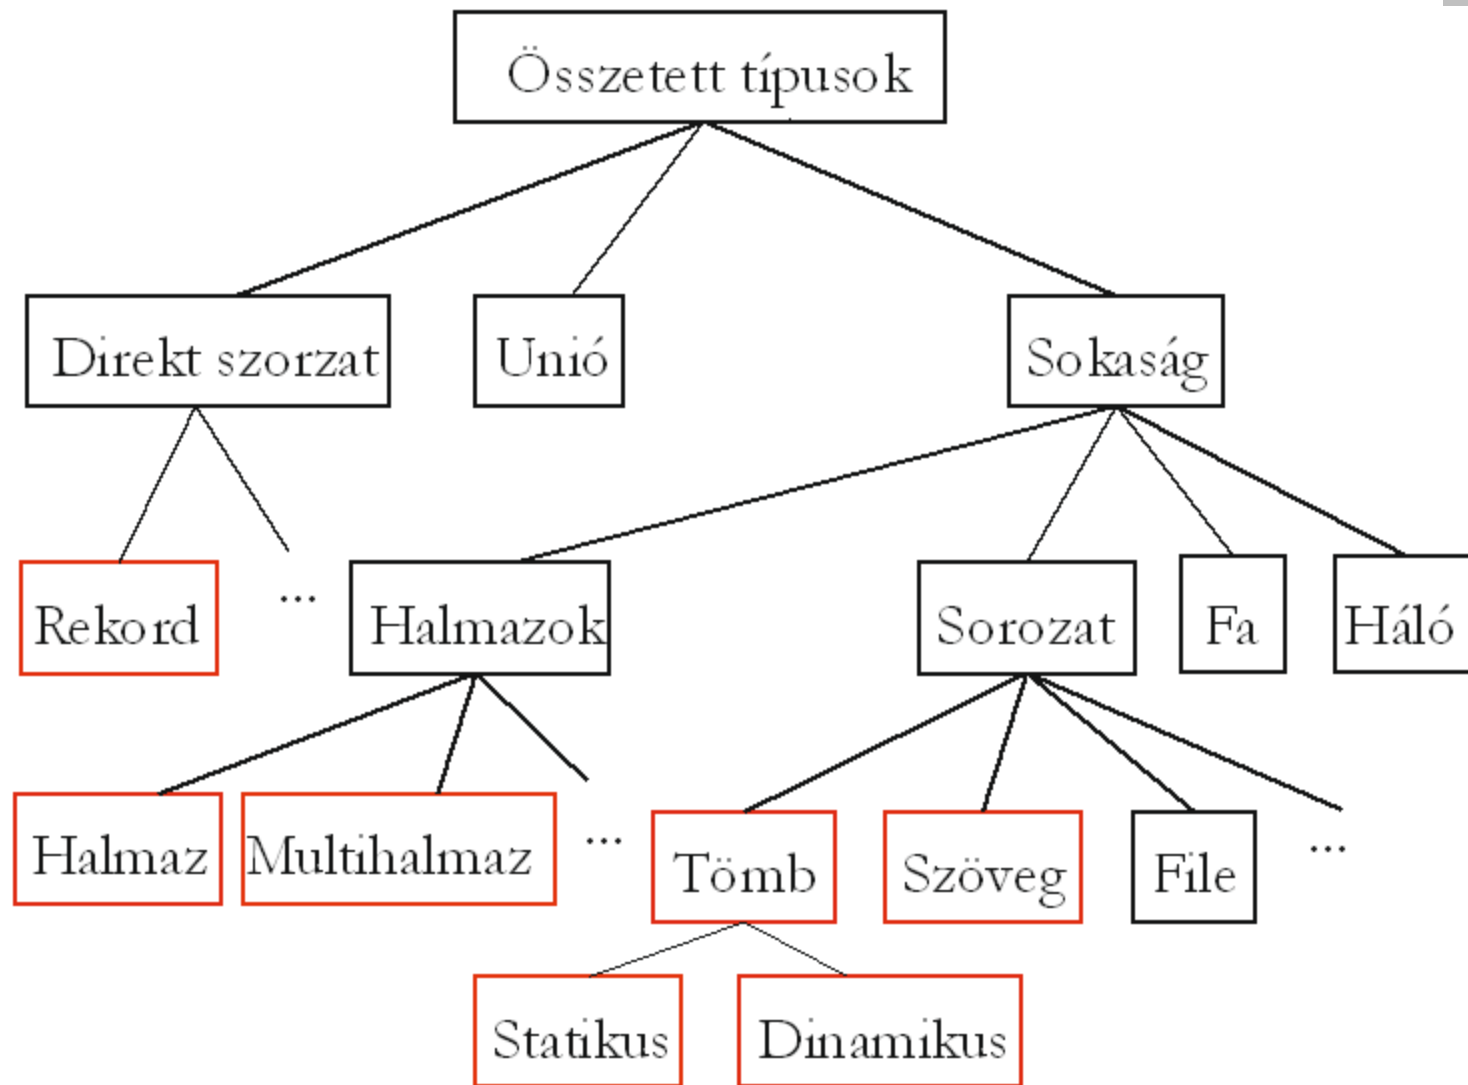 Összetett típusok
Direkt szorzat
Unió
Sokaság
Rekord
...
Halmazok
Sorozat
Fa
Háló
Halmaz
Multihalmaz
...
Tömb
Szöveg
File
...
Statikus
Dinamikus